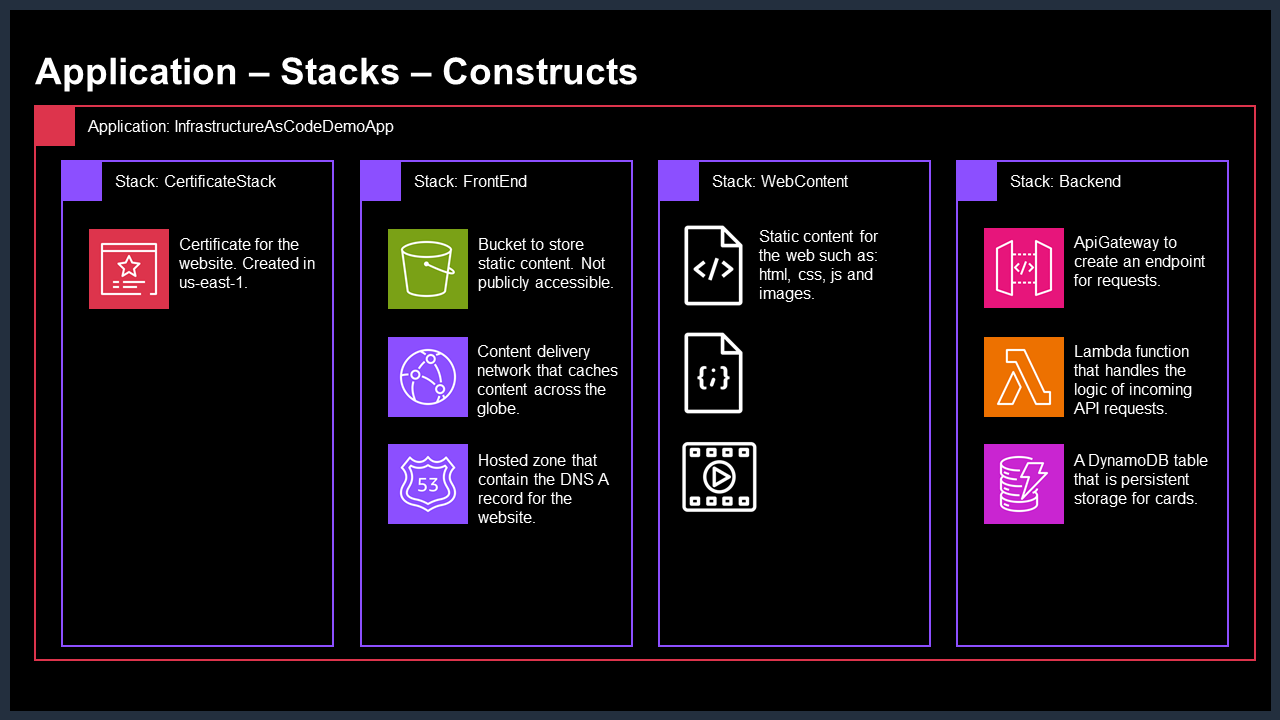 Application – Stacks – Constructs
Application: InfrastructureAsCodeDemoApp
Stack: CertificateStack
Certificate for the
website. Created in
us-east-1.
Stack: FrontEnd
Bucket to store
static content. Not
publicly accessible.
Content delivery
network that caches
content across the
globe.
53
Hosted zone that
contain the DNS A
record for the
website.
Stack: WebContent
</>
Static content for
the web such as:
html, css, js and
images.
{;}
Stack: Backend
</>
ApiGateway to
create an endpoint
for requests.
Lambda function
that handles the
logic of incoming
API requests.
A DynamoDB table
that is persistent
storage for cards.